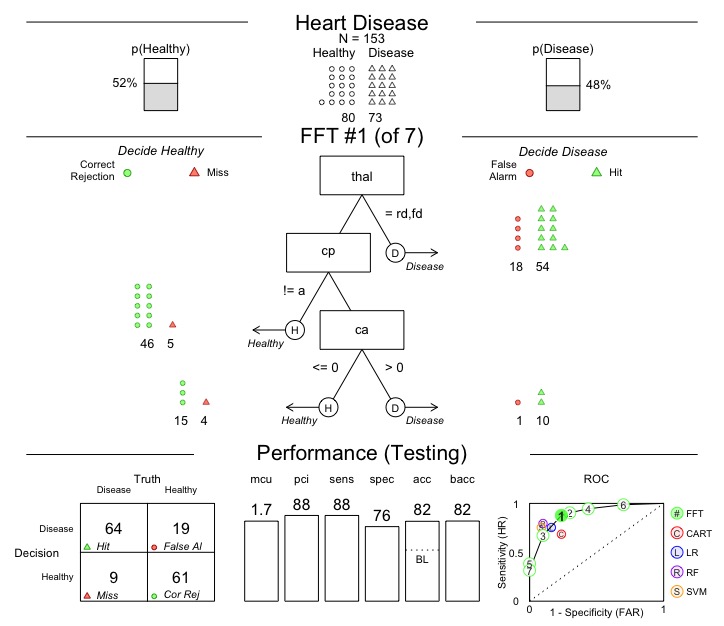 Heart Disease
N = 153
p(Healthy)
Healthy Disease
p(Disease)
52%
48%
80 73
FFT #1 (of 7)
Decide Healthy
Decide Disease
Correct
Rejection
Miss
False
Alarm
Hit
thal
= rd,fd
cp
D
Disease
18 54
!= a
H
Healthy
ca
46 5
<= 0
> 0
H
D
Healthy
Disease
15 4
1 10
Performance (Testing)
Truth
Disease Healthy
mcu pci sens spec acc bacc
ROC
1.7 88 88 76 82 82
BL
Decision
Disease
64 19
Hit False Al
Healthy
9 61
Miss Cor Rej
Sensitivity (HR)
1
0.5
0
0 1
1 - Specificity (FAR)
1 2 3 4 5 6
# FFT
C CART
L LR
R RF
S SVM